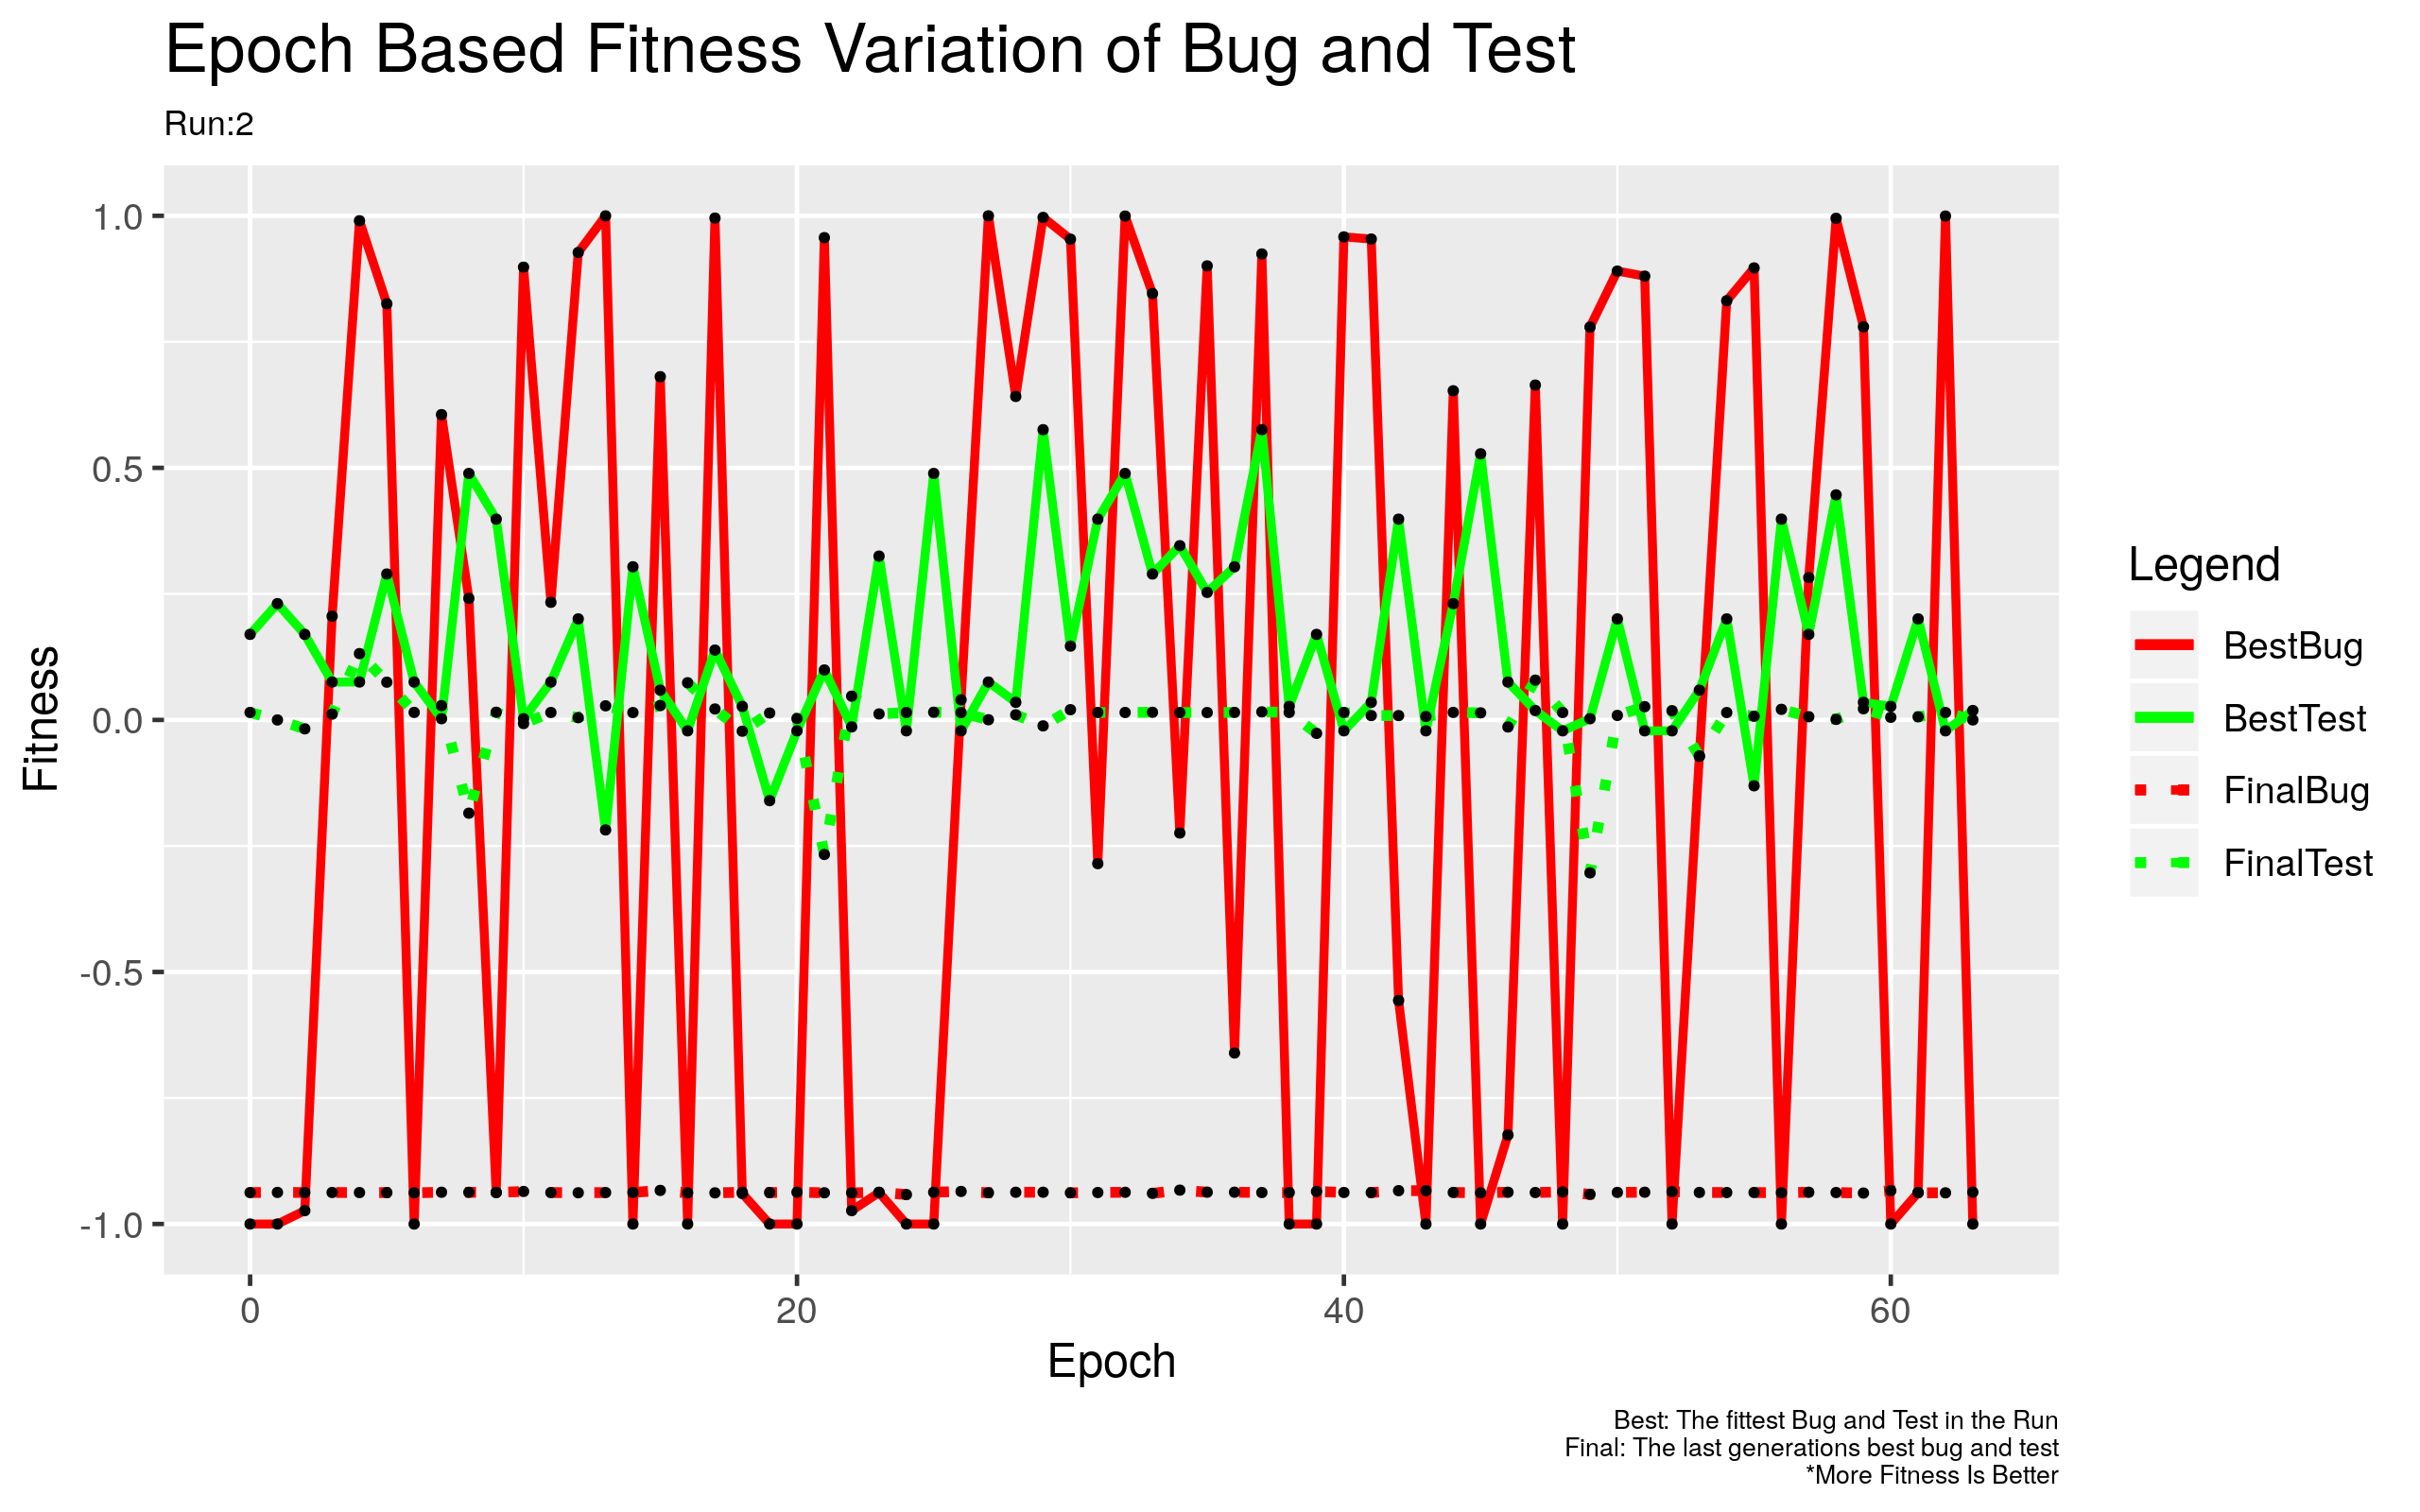 Epoch Based Fitness Variation of Bug and Test
Run:2
1.0
0.5
0.0
-0.5
-1.0
Fitness
0
20
40
60
Epoch
Legend
BestBug
BestTest
FinalBug
FinalTest
Best: The fittest Bug and Test in the Run
Final: The last generations best bug and test
*More Fitness Is Better